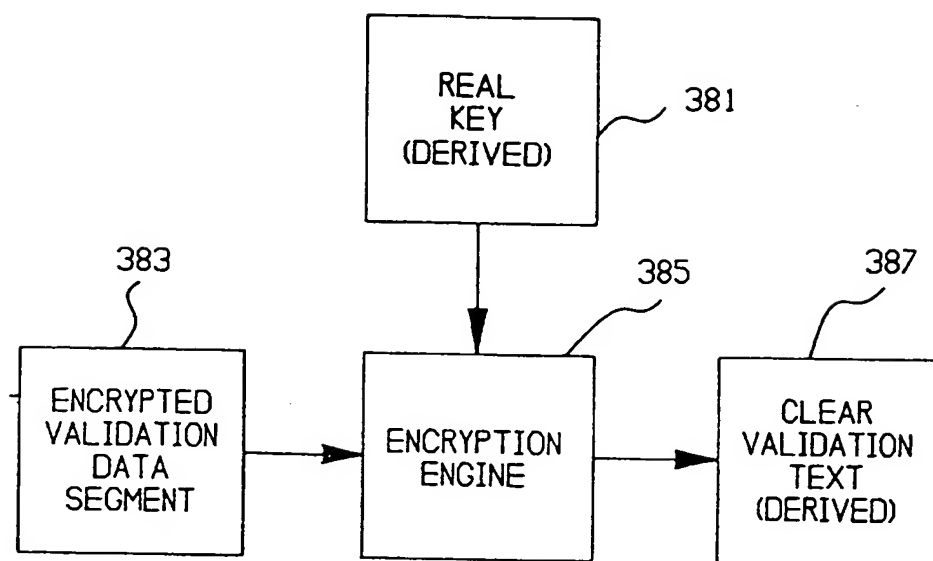 REAL
KEY
(DERIVED)
381
383
385
387
ENCRYPTED
VALIDATION
DATA
SEGMENT
ENCRYPTION
ENGINE
CLEAR
VALIDATION
TEXT
(DERIVED)